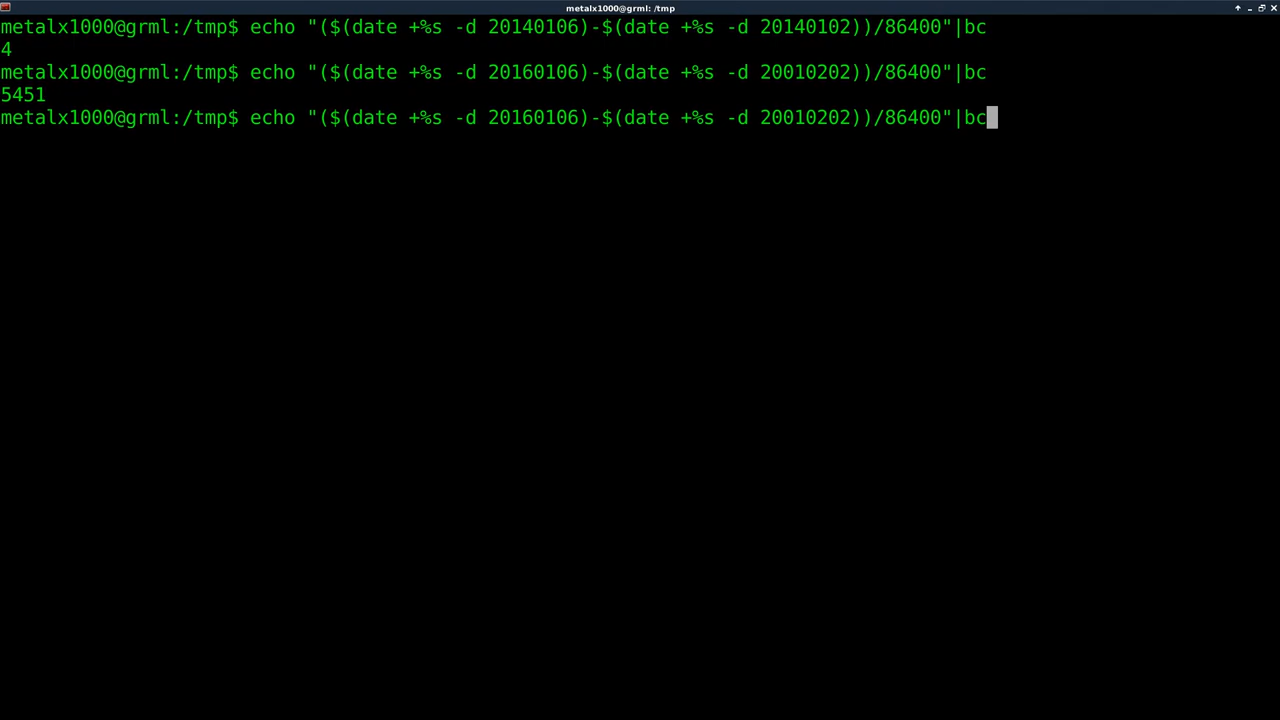 metalx1000@grml: /tmp
metalx1000@grml:/tmp$ echo "($(date +%s -d 20140106)-$(date +%s -d 20140102))/86400"|bc
4
metalx1000@grml:/tmp$ echo "($(date +%s -d 20160106)-$(date +%s -d 20010202))/86400"|bc
5451
metalx1000@grml:/tmp$ echo "($(date +%s -d 20160106)-$(date +%s -d 20010202))/86400"|bc